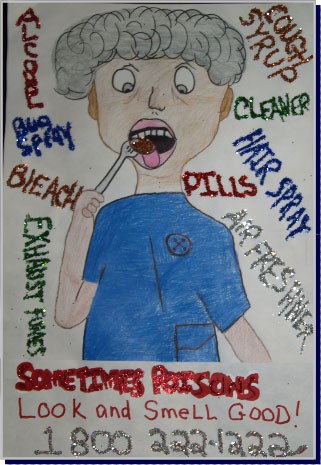 ALCOHOL
COUGH
SYRUP
CLEANER
BUG
SPRAY
HAIR SPRAY
BLEACH
PILLS
AIR FRESHNER
EXHAUST FUMES
SOMETIMES POISONS
LOOK and SMELL GOOD!
1 800 222-1222